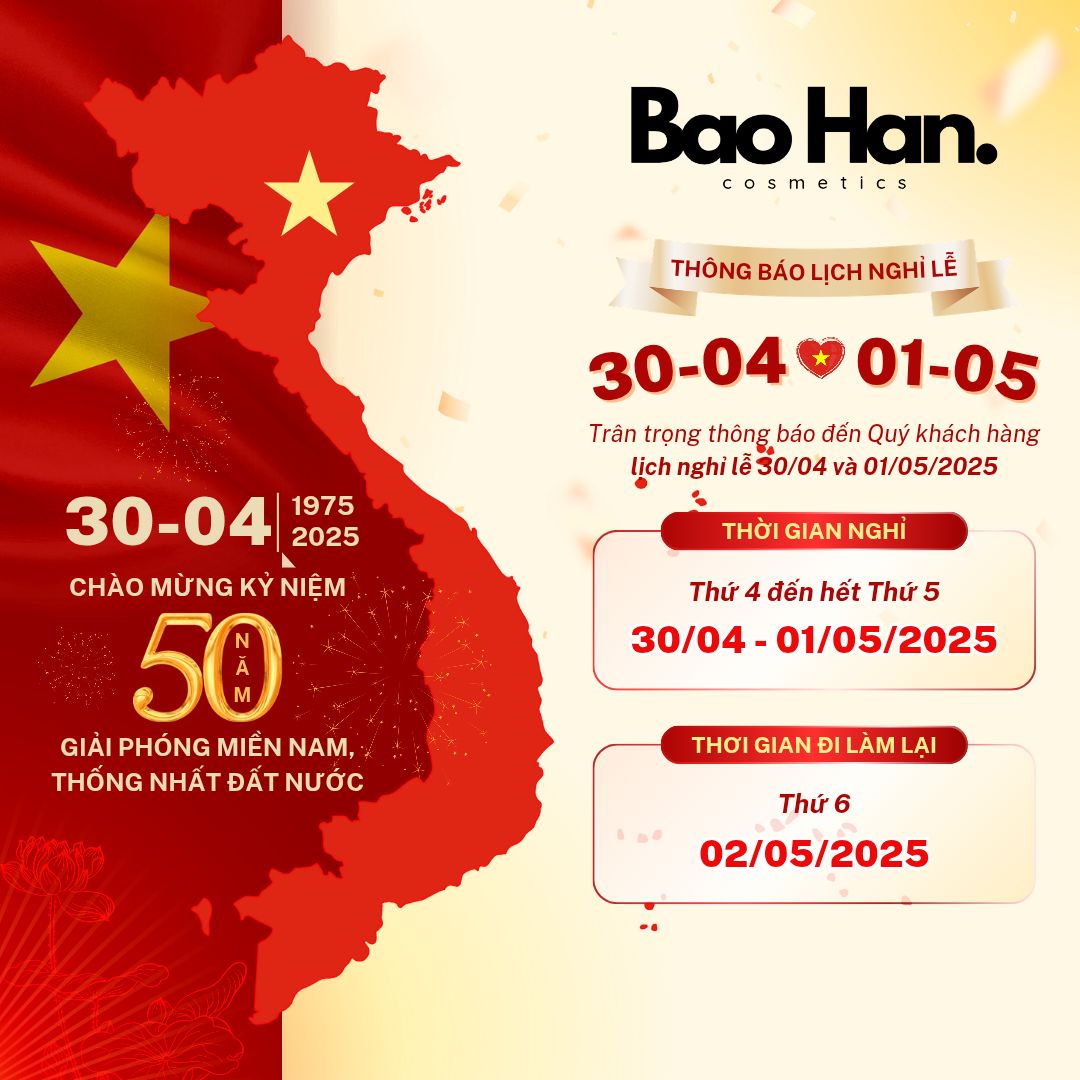 30-04
1975
2025
CHÀO MỪNG KỶ NIỆM
50
NĂM
GIẢI PHÓNG MIỀN NAM,
THỐNG NHẤT ĐẤT NƯỚC
Bao Han.
cosmetics
THÔNG BÁO LỊCH NGHỈ LỄ
30-04 01-05
Trân trọng thông báo đến Quý khách hàng
lịch nghỉ lễ 30/04 và 01/05/2025
THỜI GIAN NGHỈ
Thứ 4 đến hết Thứ 5
30/04 - 01/05/2025
THƠI GIAN ĐI LÀM LẠI
Thứ 6
02/05/2025